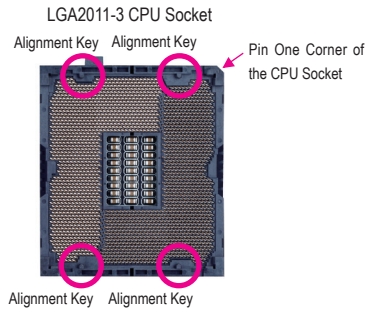 LGA2011-3 CPU Socket
Alignment Key
Alignment Key
Pin One Corner of
the CPU Socket
Alignment Key
Alignment Key